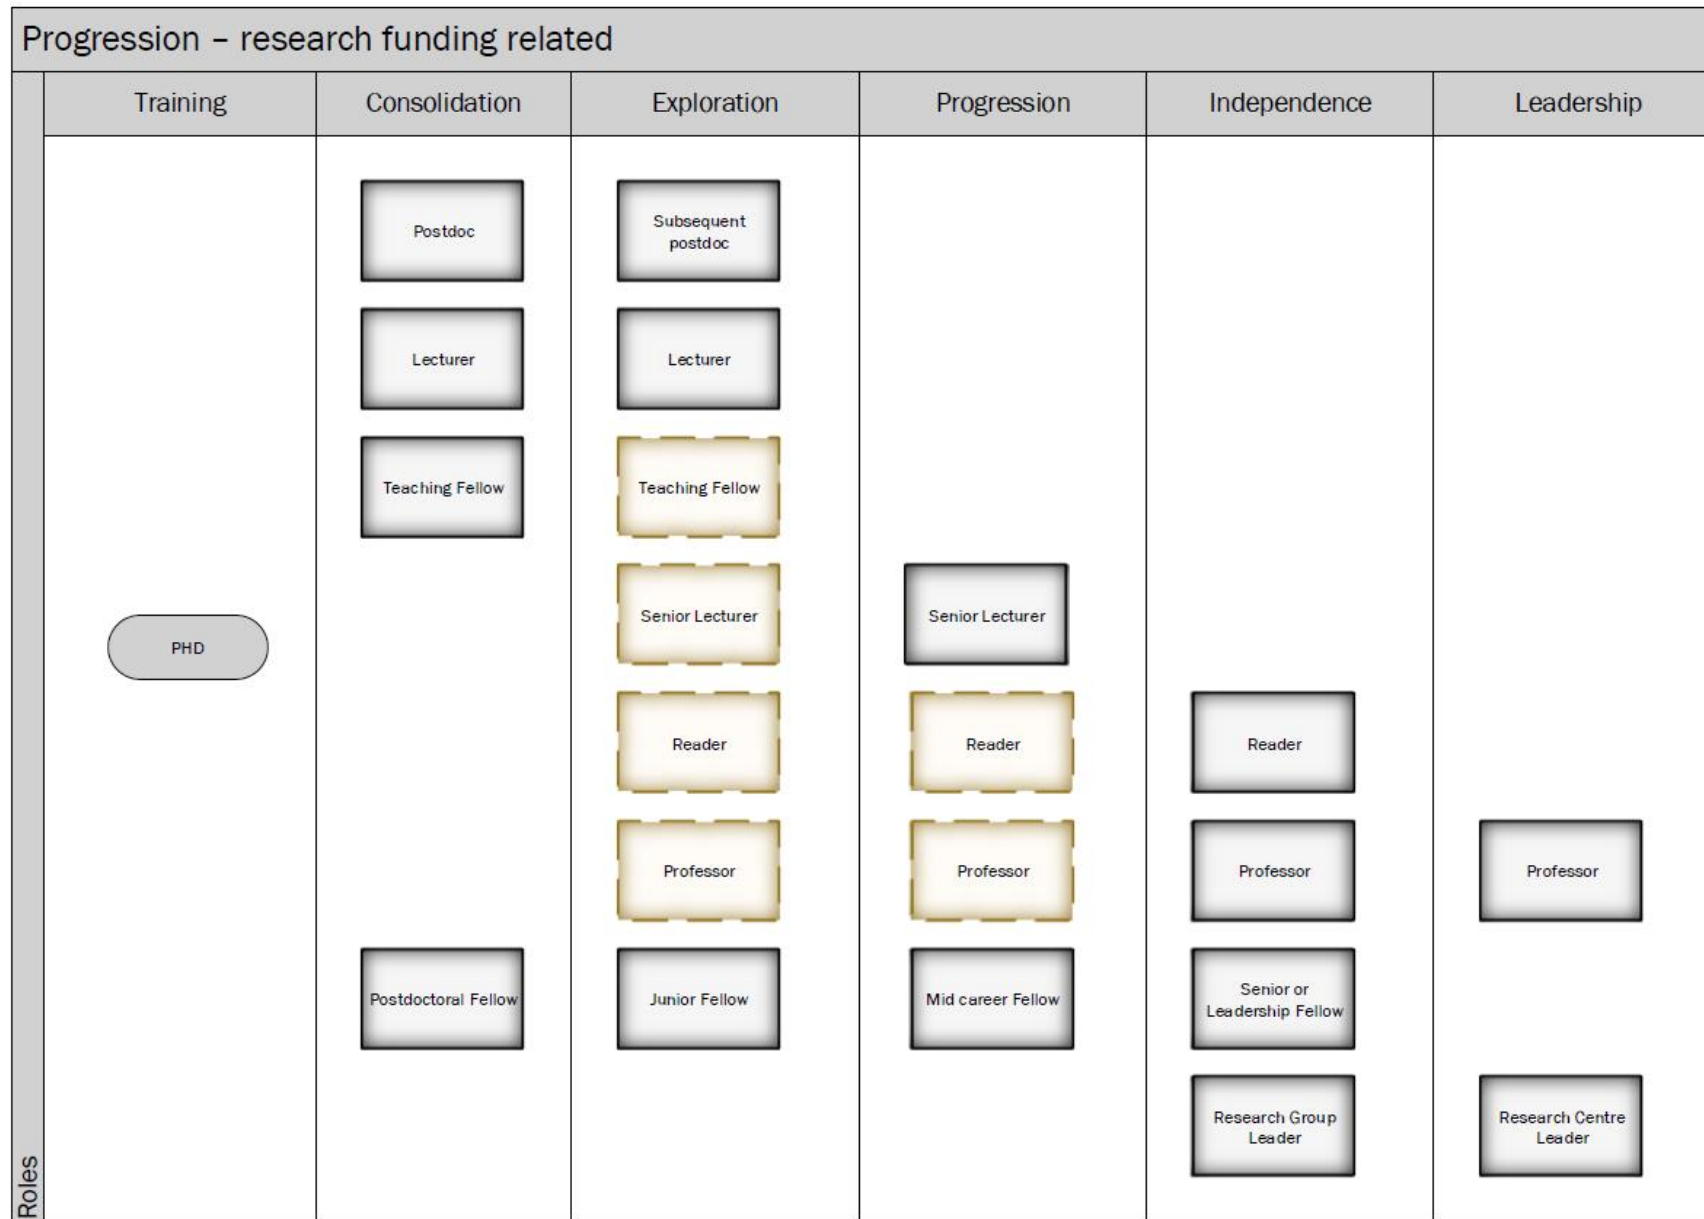 Progression – research funding related
Training
Consolidation
Exploration
Progression
Independence
Leadership
Roles
PHD
Postdoc
Lecturer
Teaching Fellow
Postdoctoral Fellow
Subsequent
postdoc
Lecturer
Teaching Fellow
Senior Lecturer
Reader
Professor
Junior Fellow
Senior Lecturer
Reader
Professor
Mid career Fellow
Reader
Professor
Senior or
Leadership Fellow
Research Group
Leader
Professor
Research Centre
Leader